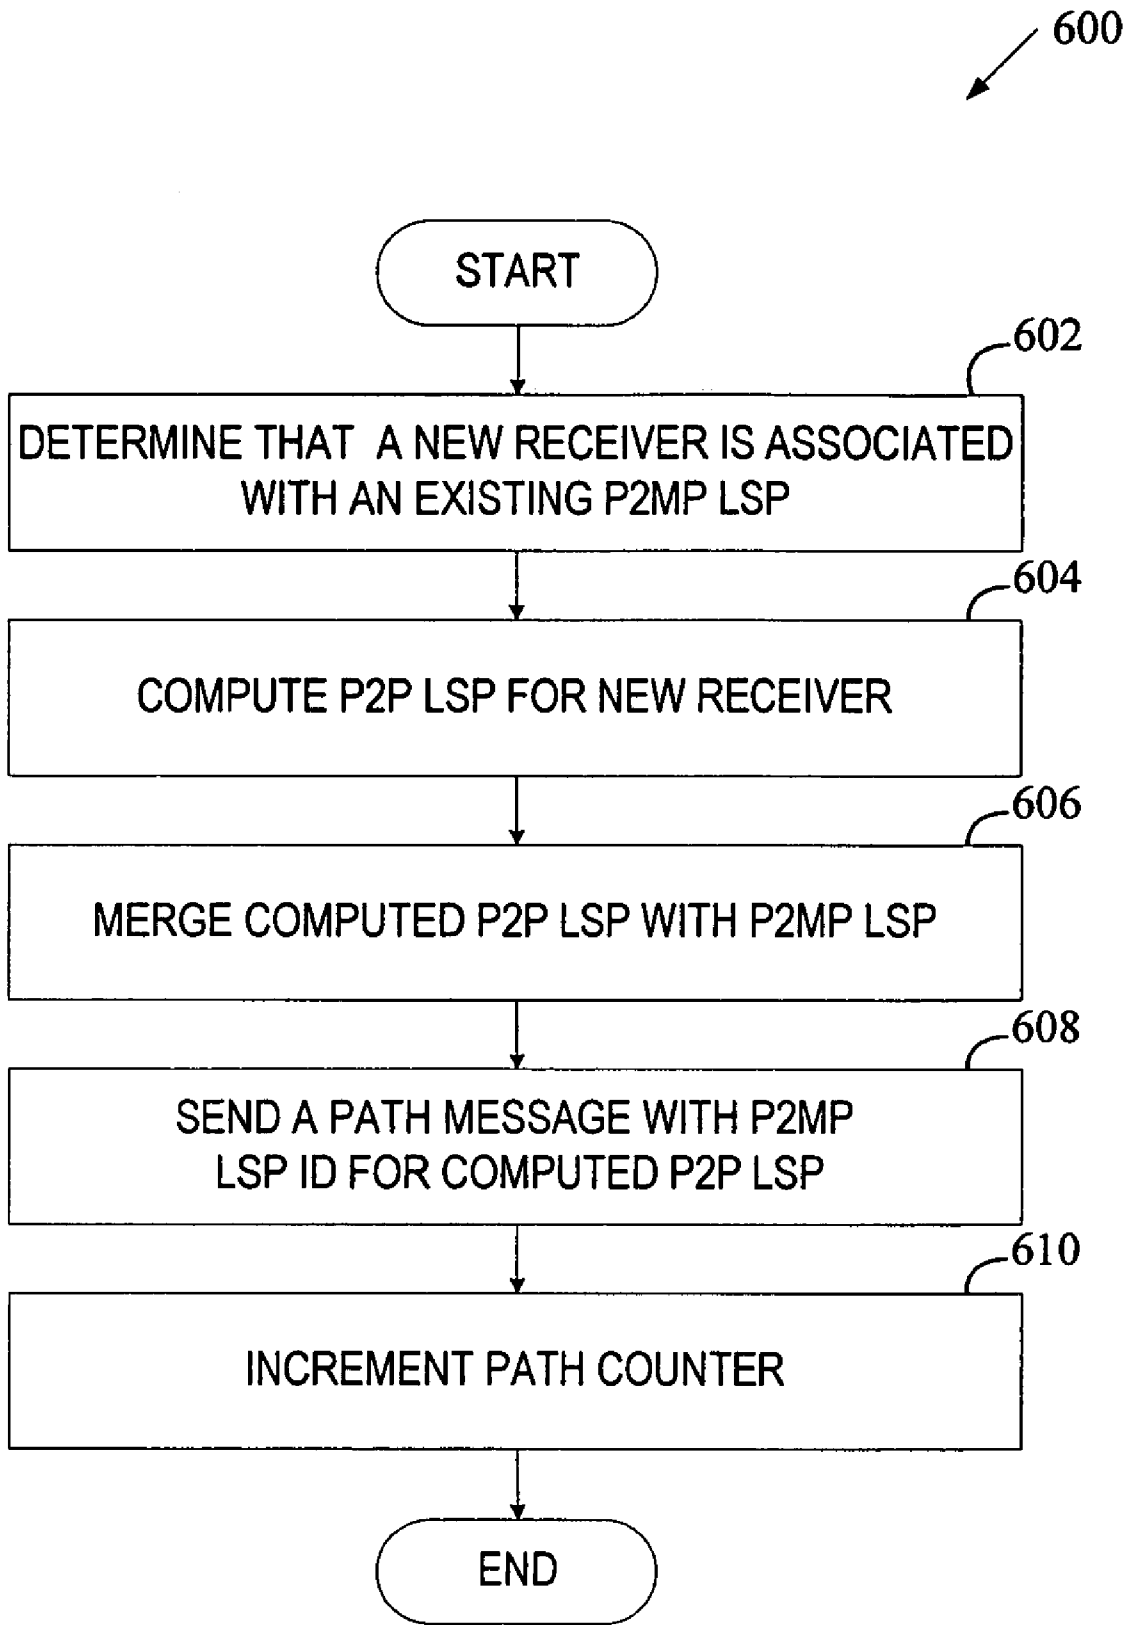 600
START
602
DETERMINE THAT A NEW RECEIVER IS ASSOCIATED
WITH AN EXISTING P2MP LSP
604
COMPUTE P2P LSP FOR NEW RECEIVER
606
MERGE COMPUTED P2P LSP WITH P2MP LSP
608
SEND A PATH MESSAGE WITH P2MP
LSP ID FOR COMPUTED P2P LSP
610
INCREMENT PATH COUNTER
END